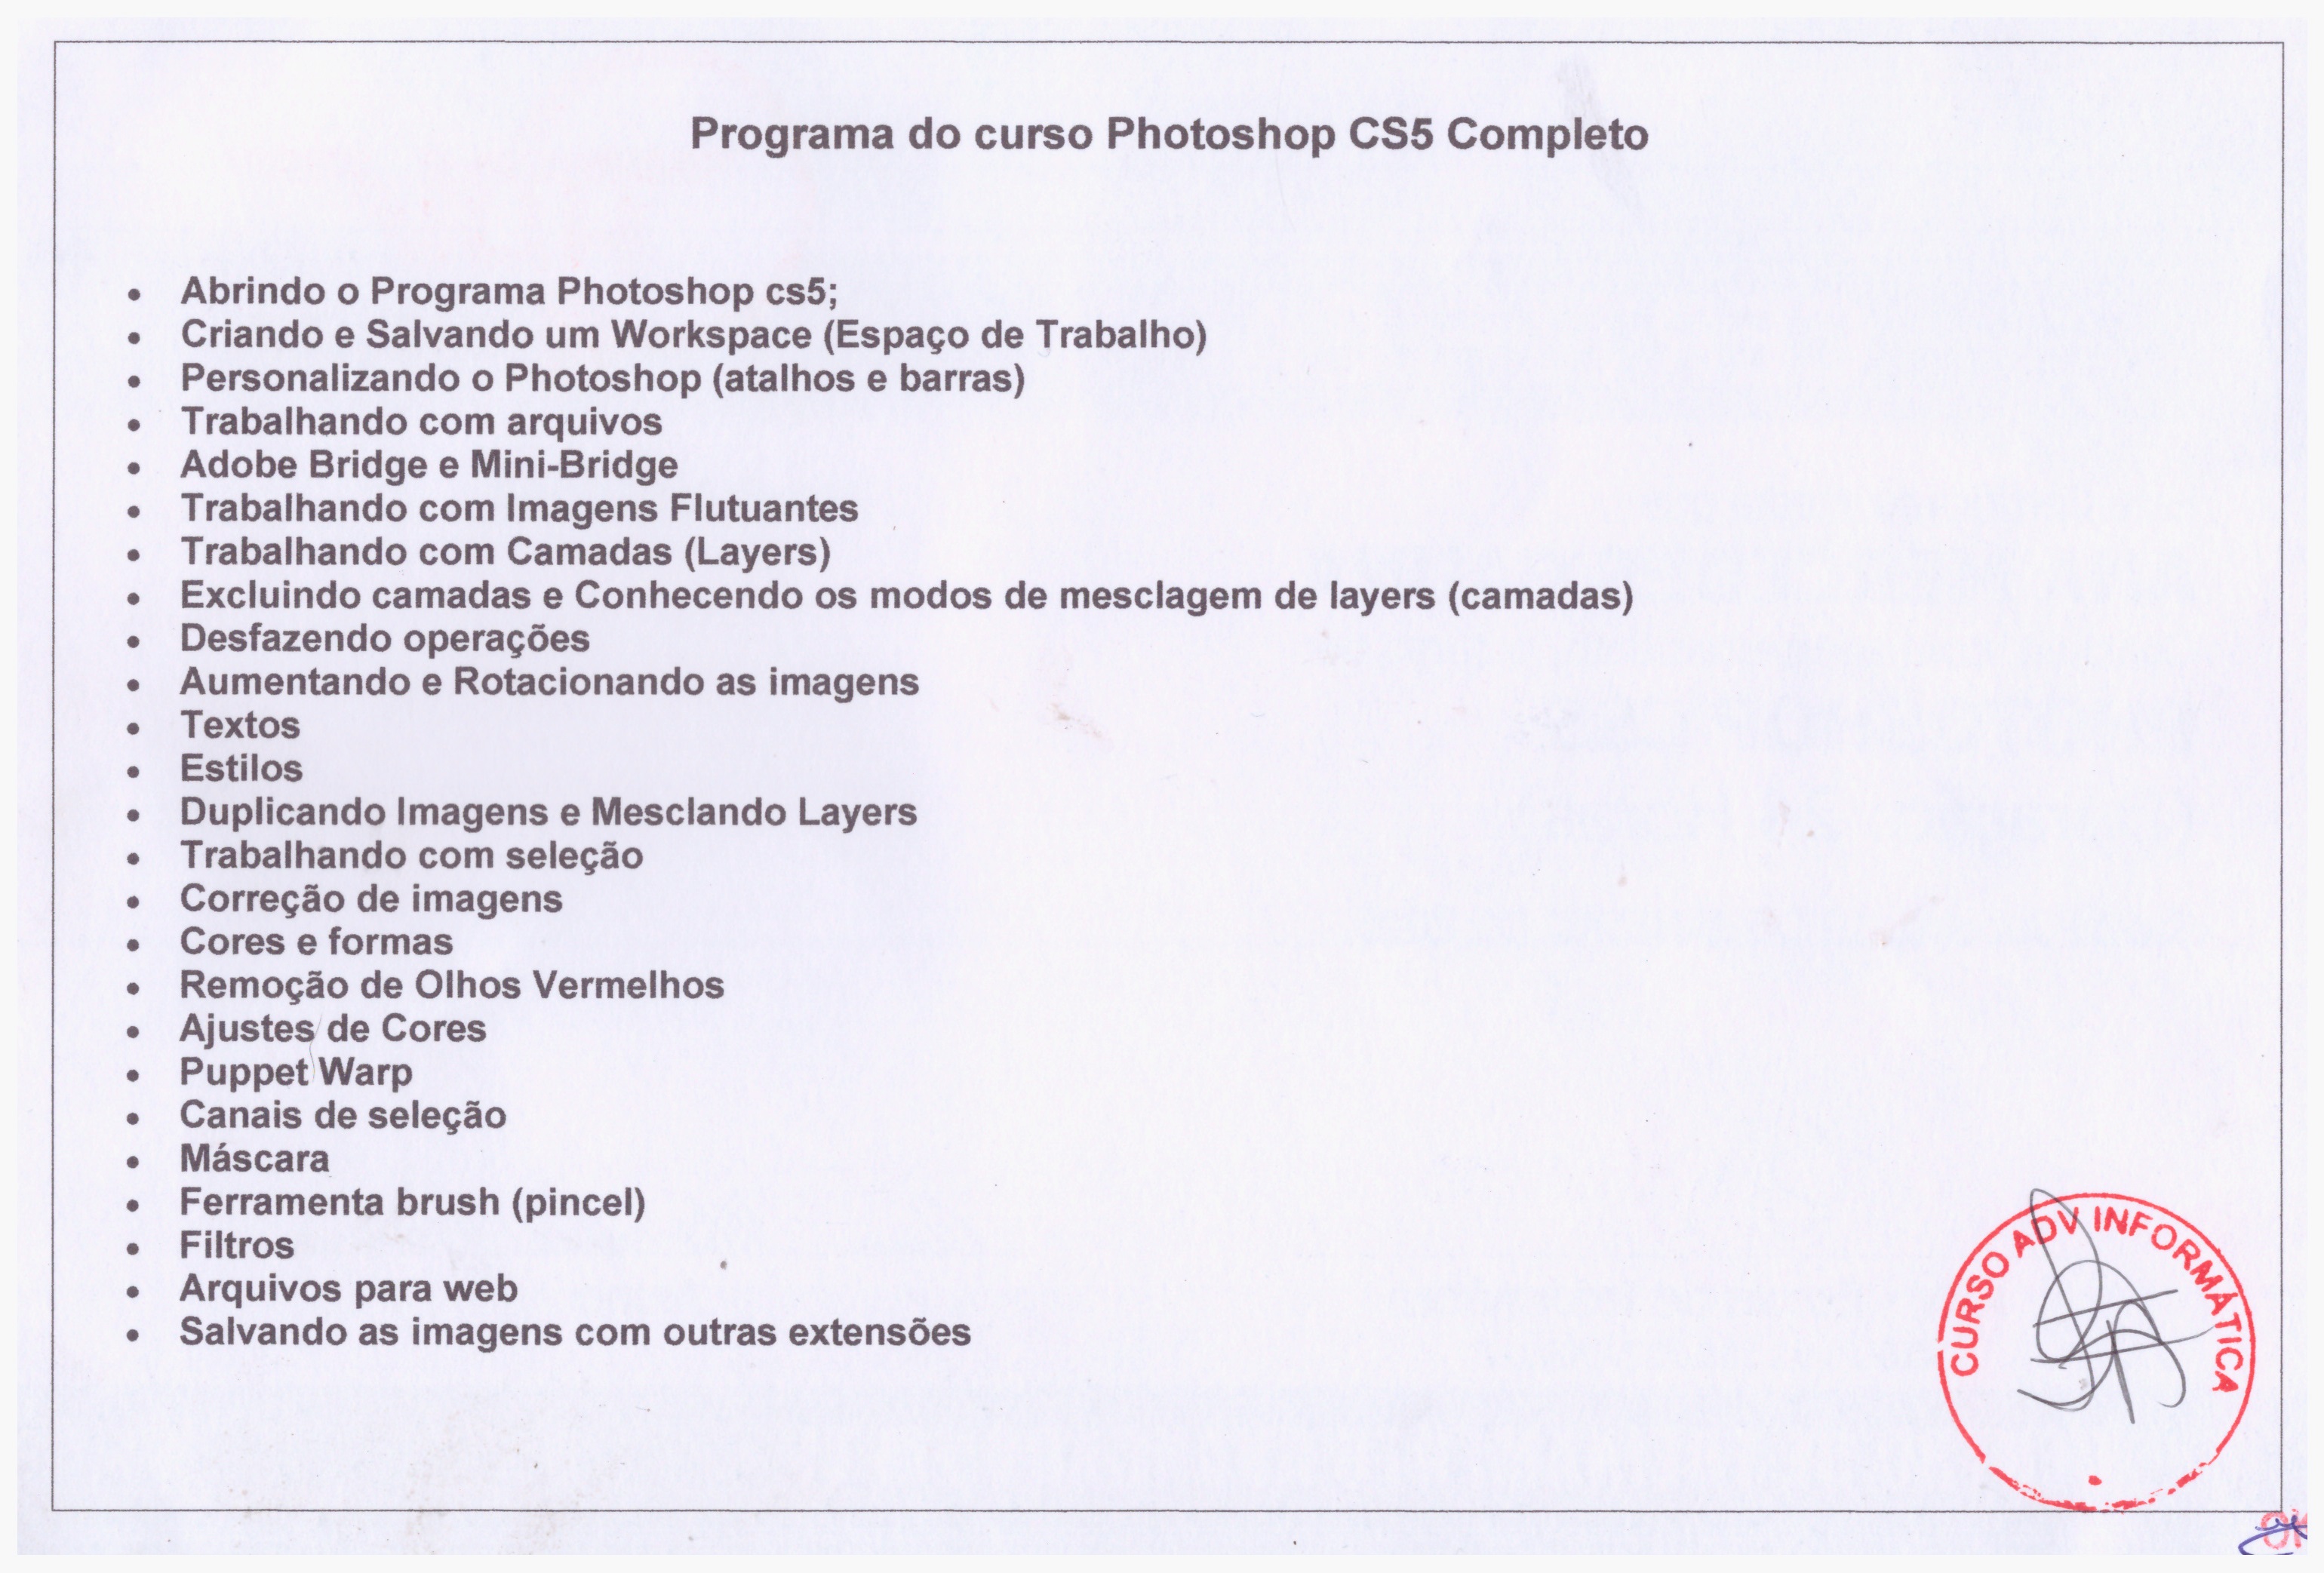 Programa do curso Photoshop CS5 Completo
• Abrindo o Programa Photoshop cs5;
• Criando e Salvando um Workspace (Espaço de Trabalho)
• Personalizando o Photoshop (atalhos e barras)
• Trabalhando com arquivos
• Adobe Bridge e Mini-Bridge
• Trabalhando com Imagens Flutuantes
• Trabalhando com Camadas (Layers)
• Excluindo camadas e Conhecendo os modos de mesclagem de layers (camadas)
• Desfazendo operações
• Aumentando e Rotacionando as imagens
• Textos
• Estilos
• Duplicando Imagens e Mesclando Layers
• Trabalhando com seleção
• Correção de imagens
• Cores e formas
• Remoção de Olhos Vermelhos
• Ajustes de Cores
• Puppet Warp
• Canais de seleção
• Máscara
• Ferramenta brush (pincel)
• Filtros
• Arquivos para web
• Salvando as imagens com outras extensões
CURSO ADV INFORMÁTICA